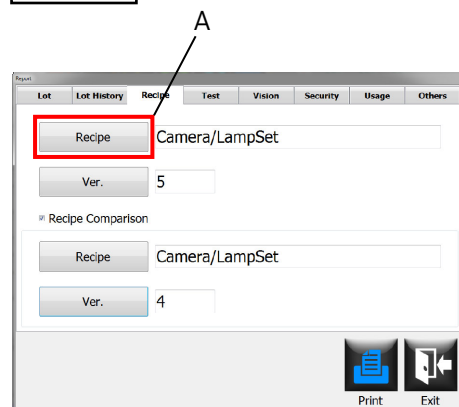 A
Report
Lot Lot History Recipe Test Vision Security Usage Others
Recipe Camera/LampSet
Ver. 5
Recipe Comparison
Recipe Camera/LampSet
Ver. 4
Print Exit